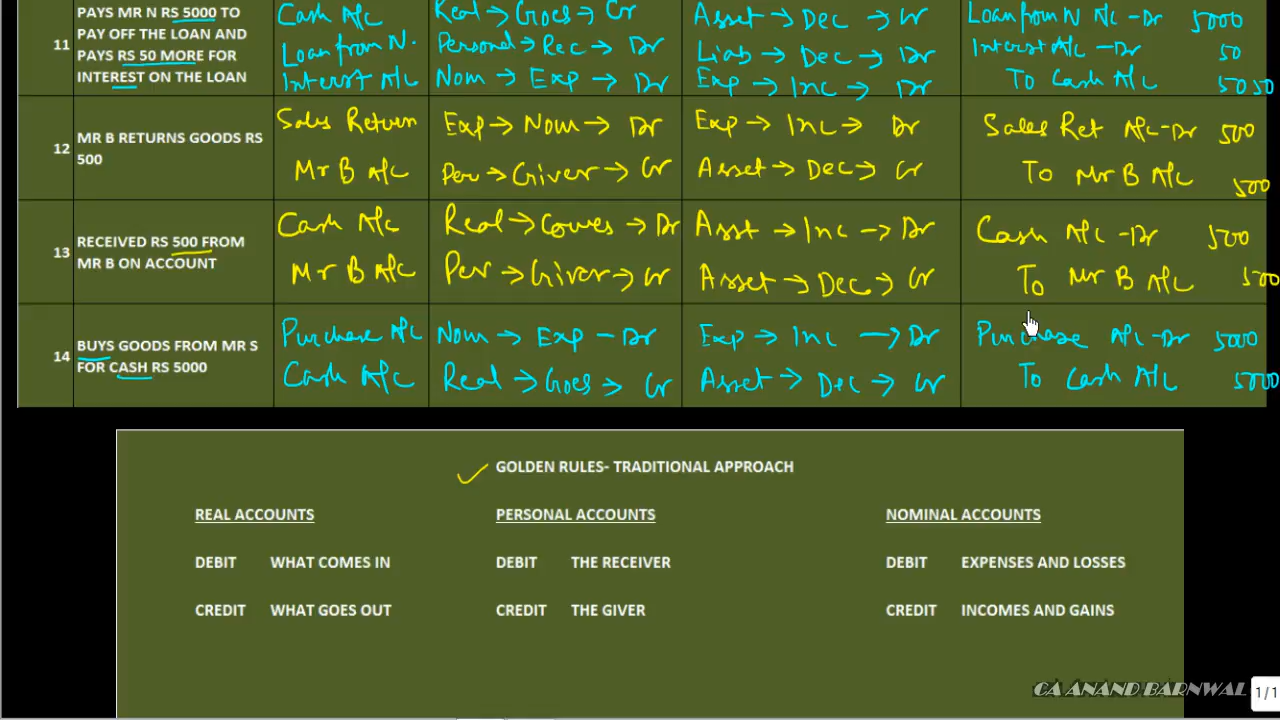 PAYS MR N RS 5000 TO
PAY OFF THE LOAN AND
PAYS RS 50 MORE FOR
INTEREST ON THE LOAN
11
Cash A/c Real → Goes → Cr Asset → Dec → Cr Loan from N A/c - Dr 5000
Loan from N. Personal → Rec → Dr Liab → Dec → Dr Interst A/c - Dr 50
Interst A/c Nom → Exp → Dr Exp → Inc → Dr To Cash A/c 5050
12
MR B RETURNS GOODS RS
500
Sales Return Exp → Nom → Dr Exp → Inc → Dr Sales Ret A/c - Dr 500
Mr B A/c Per → Giver → Cr Asset → Dec → Cr To Mr B A/c 500
13
RECEIVED RS 500 FROM
MR B ON ACCOUNT
Cash A/c Real → Comes → Dr Asst → Inc → Dr Cash A/c - Dr 500
Mr B A/c Per → Giver → Cr Asset → Dec → Cr To Mr B A/c 500
14
BUYS GOODS FROM MR S
FOR CASH RS 5000
Purchase A/c Nom → Exp - Dr Exp → Inc → Dr Purchase A/c - Dr 5000
Cash A/c Real → Goes → Cr Asset → Dec → Cr To Cash A/c 5000
GOLDEN RULES- TRADITIONAL APPROACH
REAL ACCOUNTS PERSONAL ACCOUNTS NOMINAL ACCOUNTS
DEBIT WHAT COMES IN DEBIT THE RECEIVER DEBIT EXPENSES AND LOSSES
CREDIT WHAT GOES OUT CREDIT THE GIVER CREDIT INCOMES AND GAINS
CA ANAND BARNWAL
1/1